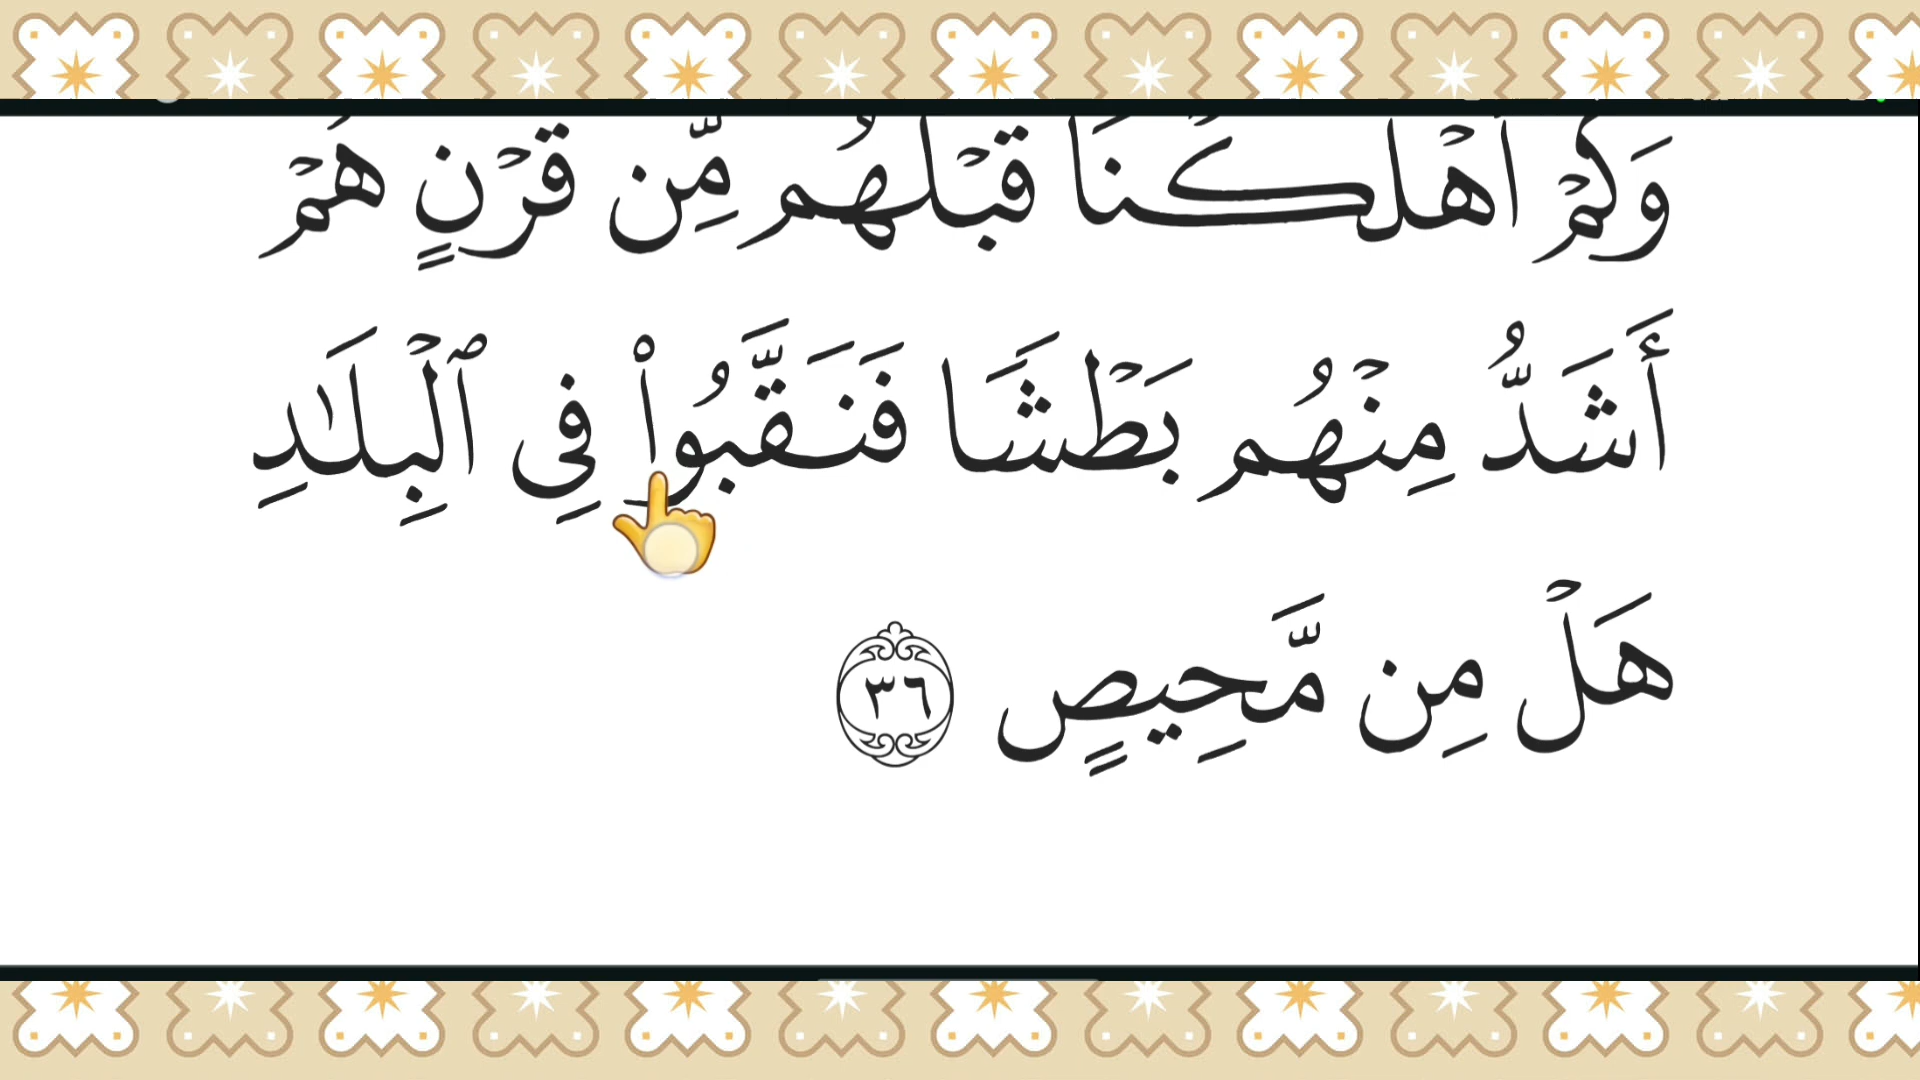 وَكَمْ أَهْلَكْنَا قَبْلَهُم مِّن قَرْنٍ هُمْ
أَشَدُّ مِنْهُم بَطْشًا فَنَقَّبُوا۟ فِى ٱلْبِلَـٰدِ
هَلْ مِن مَّحِيصٍ ٣٦